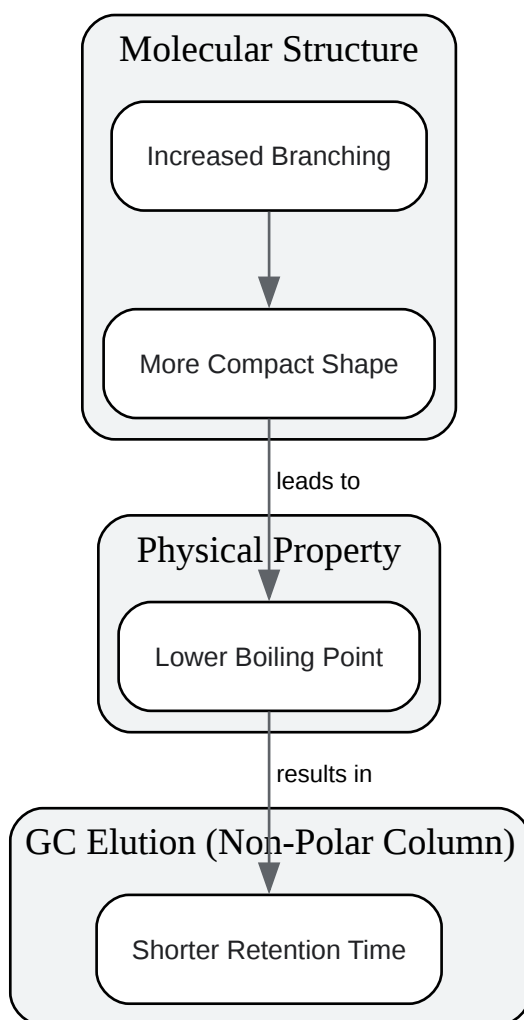 Molecular Structure
Increased Branching
More Compact Shape
leads to
Physical Property
Lower Boiling Point
results in
GC Elution (Non-Polar Column)
Shorter Retention Time